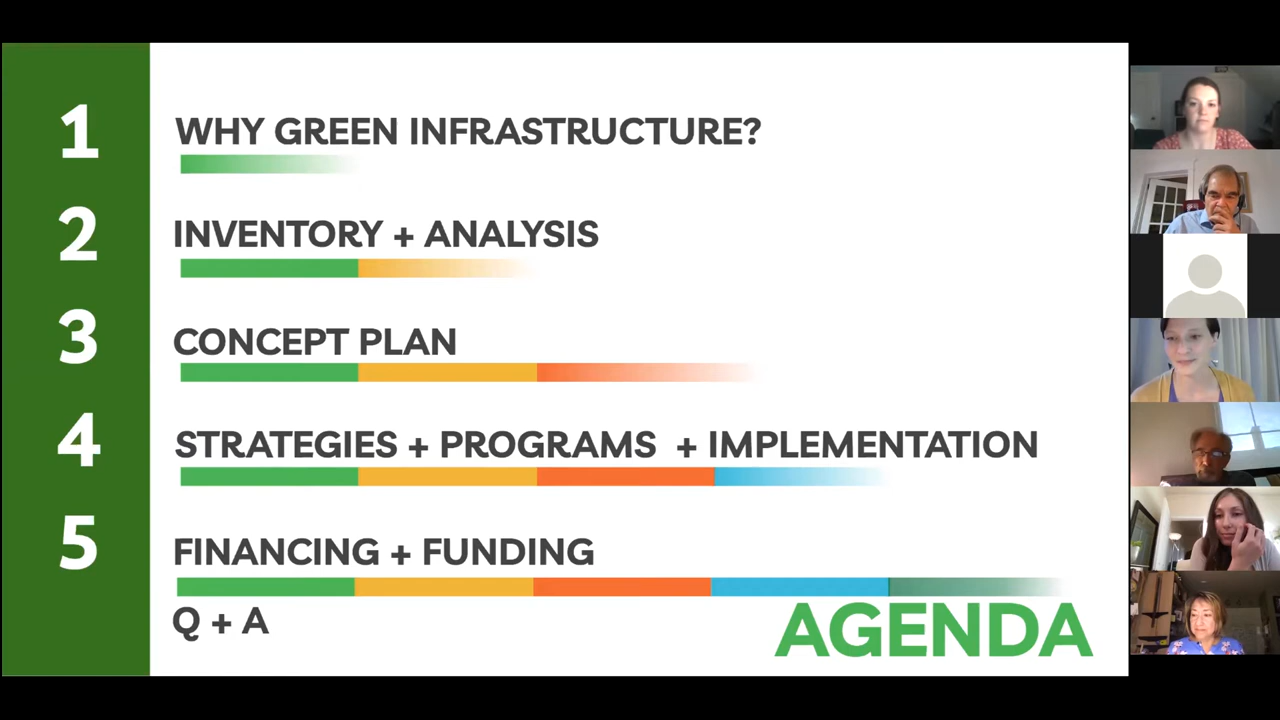 1 WHY GREEN INFRASTRUCTURE?
2 INVENTORY + ANALYSIS
3 CONCEPT PLAN
4 STRATEGIES + PROGRAMS + IMPLEMENTATION
5 FINANCING + FUNDING
Q + A
AGENDA